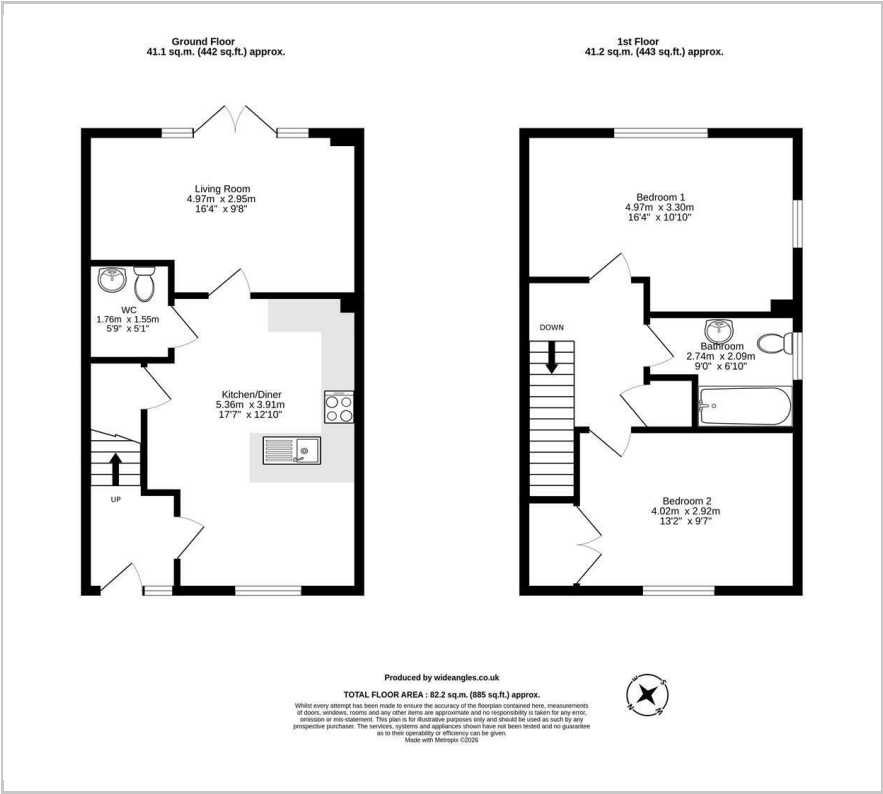 Ground Floor
41.1 sq.m. (442 sq.ft.) approx.
1st Floor
41.2 sq.m. (443 sq.ft.) approx.
Living Room
4.97m x 2.95m
16'4" x 9'8"
WC
1.76m x 1.55m
5'9" x 5'1"
Kitchen/Diner
5.36m x 3.91m
17'7" x 12'10"
UP
Bedroom 1
4.97m x 3.30m
16'4" x 10'10"
DOWN
Bathroom
2.74m x 2.09m
9'0" x 6'10"
Bedroom 2
4.02m x 2.92m
13'2" x 9'7"
Produced by wideangles.co.uk
TOTAL FLOOR AREA : 82.2 sq.m. (885 sq.ft.) approx.
Whilst every attempt has been made to ensure the accuracy of the floorplan contained here, measurements
of doors, windows, rooms and any other items are approximate and no responsibility is taken for any error,
omission or mis-statement. This plan is for illustrative purposes only and should be used as such by any
prospective purchaser. The services, systems and appliances shown have not been tested and no guarantee
as to their operability or efficiency can be given.
Made with Metropix ©2026
E
S
N
W